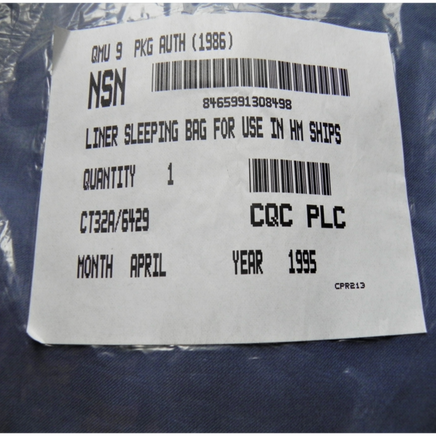 QMU 9 PKG AUTH (1986)
NSN
8465991308498
LINER SLEEPING BAG FOR USE IN HM SHIPS
QUANTITY 1
CT32A/6429
CQC PLC
MONTH APRIL YEAR 1995
CPR213